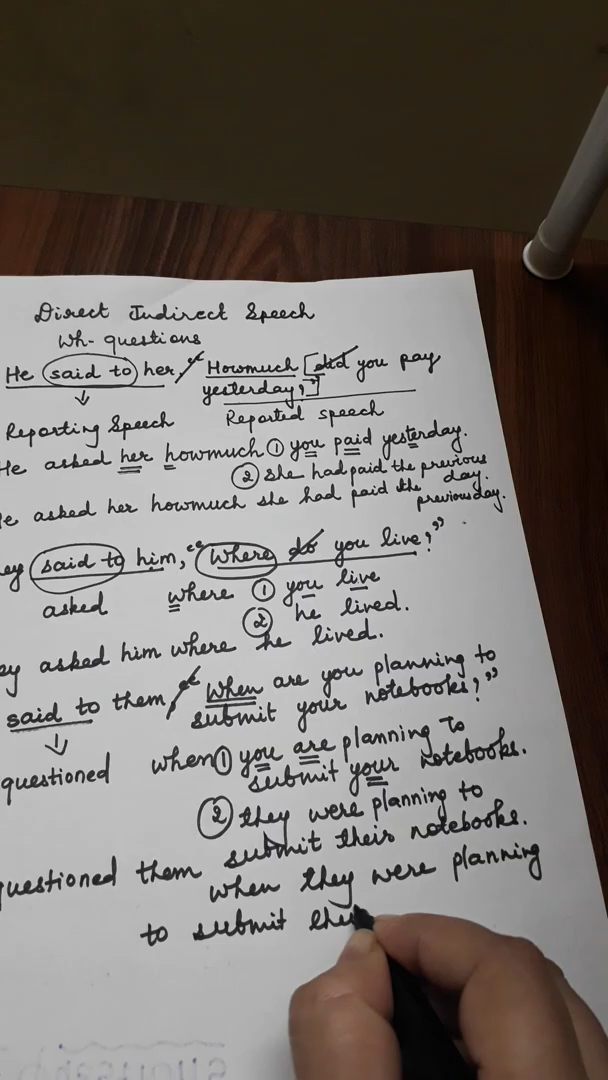 Direct Indirect Speech
Wh- questions
He said to her, " Howmuch [did you pay
yesterday?"]
Reporting Speech Reported speech
He asked her howmuch ① you paid yesterday.
② she had paid the previous
day.
He asked her howmuch she had paid the
previous day.
ey said to him, " Where do you live?"
asked where ① you live
② he lived.
ey asked him where he lived.
said to them, " When are you planning to
submit your notebooks?"
questioned when ① you are planning to
submit your notebooks.
② they were planning to
submit their notebooks.
questioned them
when they were planning
to submit thei